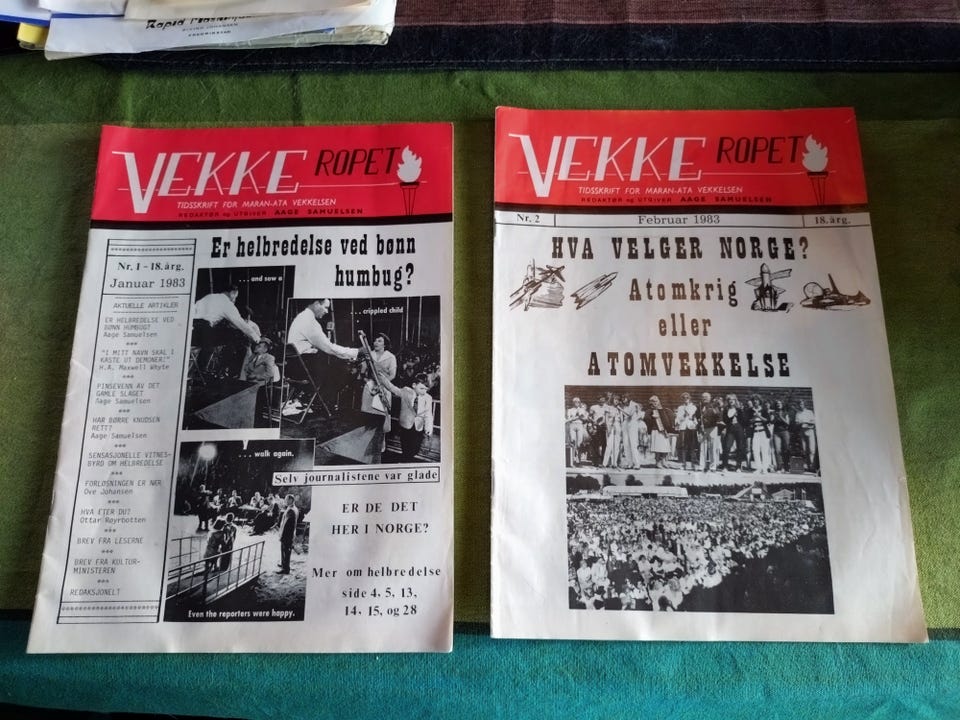 VEKKE ROPET
TIDSSKRIFT FOR MARAN-ATA VEKKELSEN
REDAKTØR og UTGIVER AAGE SAMUELSEN
Nr. 1 - 18. årg.
Januar 1983
AKTUELLE ARTIKLER
ER HELBREDELSE VED
BØNN HUMBUG?
Aage Samuelsen
***
"I MITT NAVN SKAL I
KASTE UT DEMONER!"
H.A. Maxwell Whyte
***
PINSEVENN AV DET
GAMLE SLAGET
Aage Samuelsen
***
HAR BØRRE KNUDSEN
RETT?
Aage Samuelsen
***
SENSASJONELLE VITNES-
BYRD OM HELBREDELSE
***
FORLØSNINGEN ER NÆR
Ove Johansen
***
HVA ETER DU?
Ottar Røyrbotten
***
BREV FRA LESERNE
***
BREV FRA KULTUR-
MINISTEREN
***
REDAKSJONELT
Er helbredelse ved bønn
humbug?
...and saw a
...crippled child
...walk again.
Even the reporters were happy.
Selv journalistene var glade
ER DE DET
HER I NORGE?
Mer om helbredelse
side 4, 5, 13,
14, 15, og 28
VEKKE ROPET
TIDSSKRIFT FOR MARAN-ATA VEKKELSEN
REDAKTØR og UTGIVER AAGE SAMUELSEN
Nr. 2 Februar 1983 18. årg.
HVA VELGER NORGE?
Atomkrig
eller
ATOMVEKKELSE